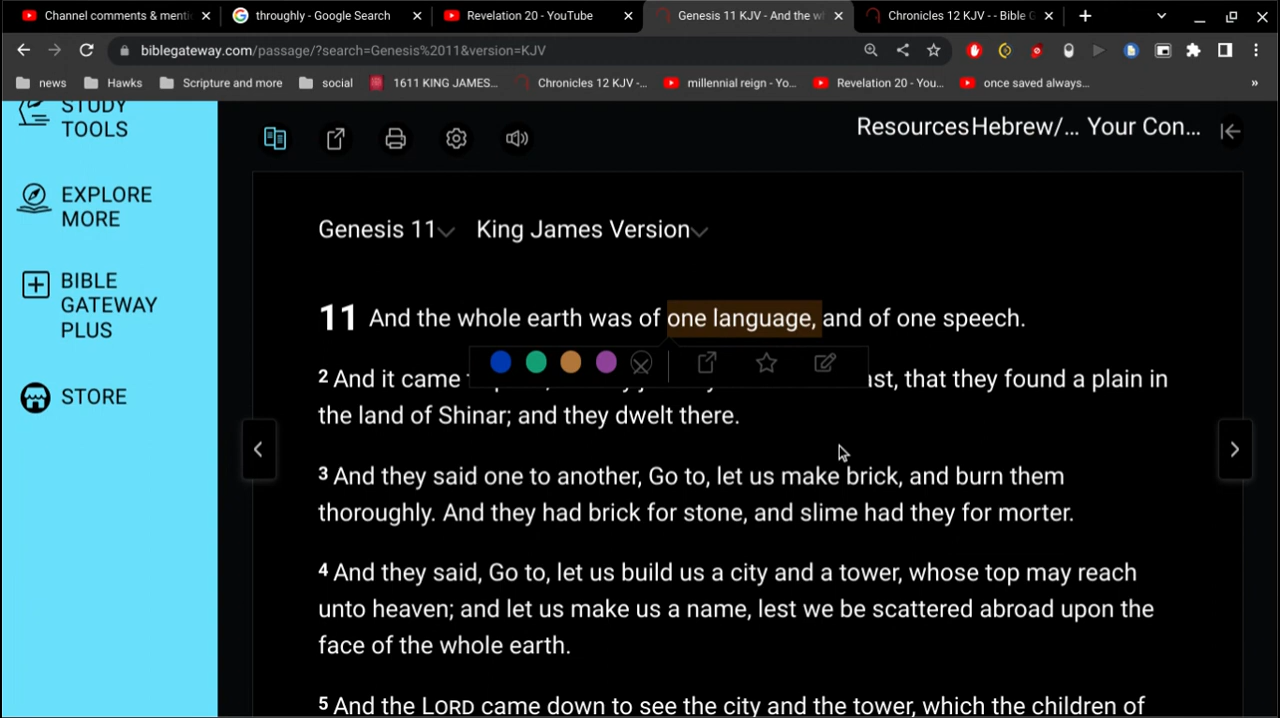 Channel comments & menti
throughly - Google Search
Revelation 20 - YouTube
Genesis 11 KJV - And the w
Chronicles 12 KJV - - Bible G
biblegateway.com/passage/?search=Genesis%2011&version=KJV
news
Hawks
Scripture and more
social
1611 KING JAMES...
Chronicles 12 KJV -...
millennial reign - Yo...
Revelation 20 - You...
once saved always...
»
STUDY
TOOLS
EXPLORE
MORE
BIBLE
GATEWAY
PLUS
STORE
Resources Hebrew/... Your Con...
Genesis 11 King James Version
11 And the whole earth was of one language, and of one speech.
2 And it came ast, that they found a plain in
the land of Shinar; and they dwelt there.
3 And they said one to another, Go to, let us make brick, and burn them
thoroughly. And they had brick for stone, and slime had they for morter.
4 And they said, Go to, let us build us a city and a tower, whose top may reach
unto heaven; and let us make us a name, lest we be scattered abroad upon the
face of the whole earth.
5 And the LORD came down to see the city and the tower, which the children of